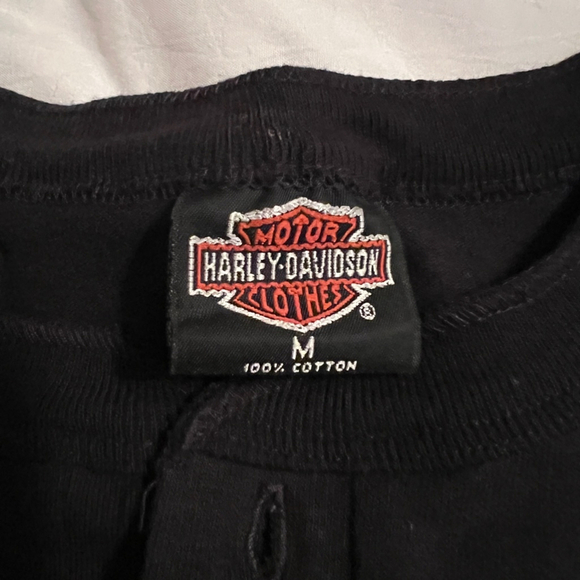 MOTOR
HARLEY-DAVIDSON
CLOTHES
®
M
100% COTTON